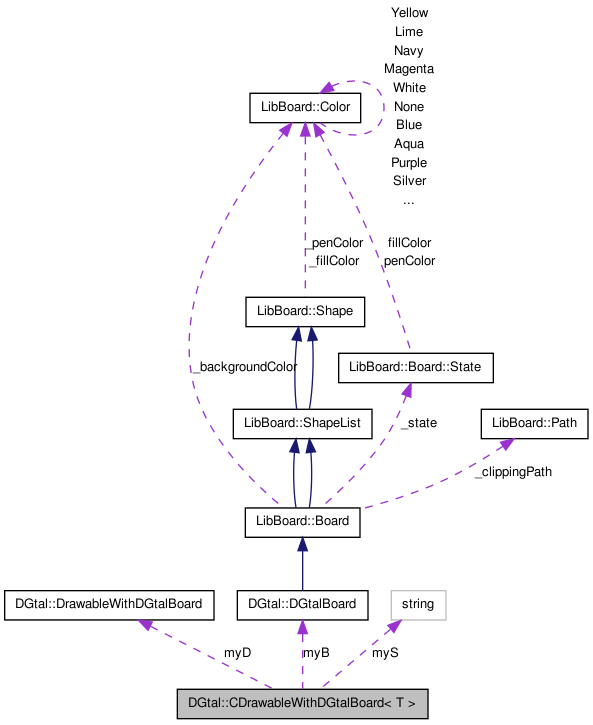 Yellow
Lime
Navy
Magenta
White
None
Blue
Aqua
Purple
Silver
...
LibBoard::Color
_penColor
_fillColor
fillColor
penColor
LibBoard::Shape
_backgroundColor
LibBoard::Board::State
LibBoard::ShapeList
_state
LibBoard::Path
_clippingPath
LibBoard::Board
DGtal::DrawableWithDGtalBoard
DGtal::DGtalBoard
string
myD
myB
myS
DGtal::CDrawableWithDGtalBoard< T >